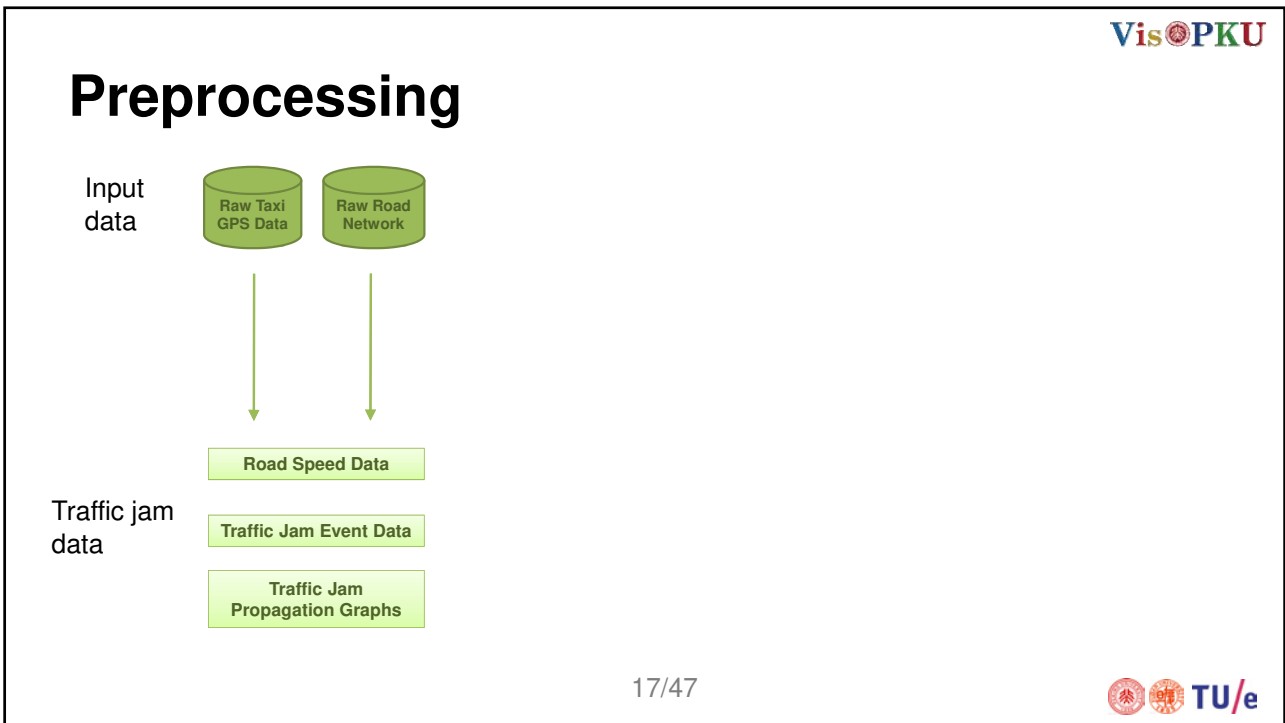 Vis PKU
Preprocessing
Input
data
Raw Taxi
GPS Data
Raw Road
Network
Road Speed Data
Traffic jam
data
Traffic Jam Event Data
Traffic Jam
Propagation Graphs
17/47
TU/e